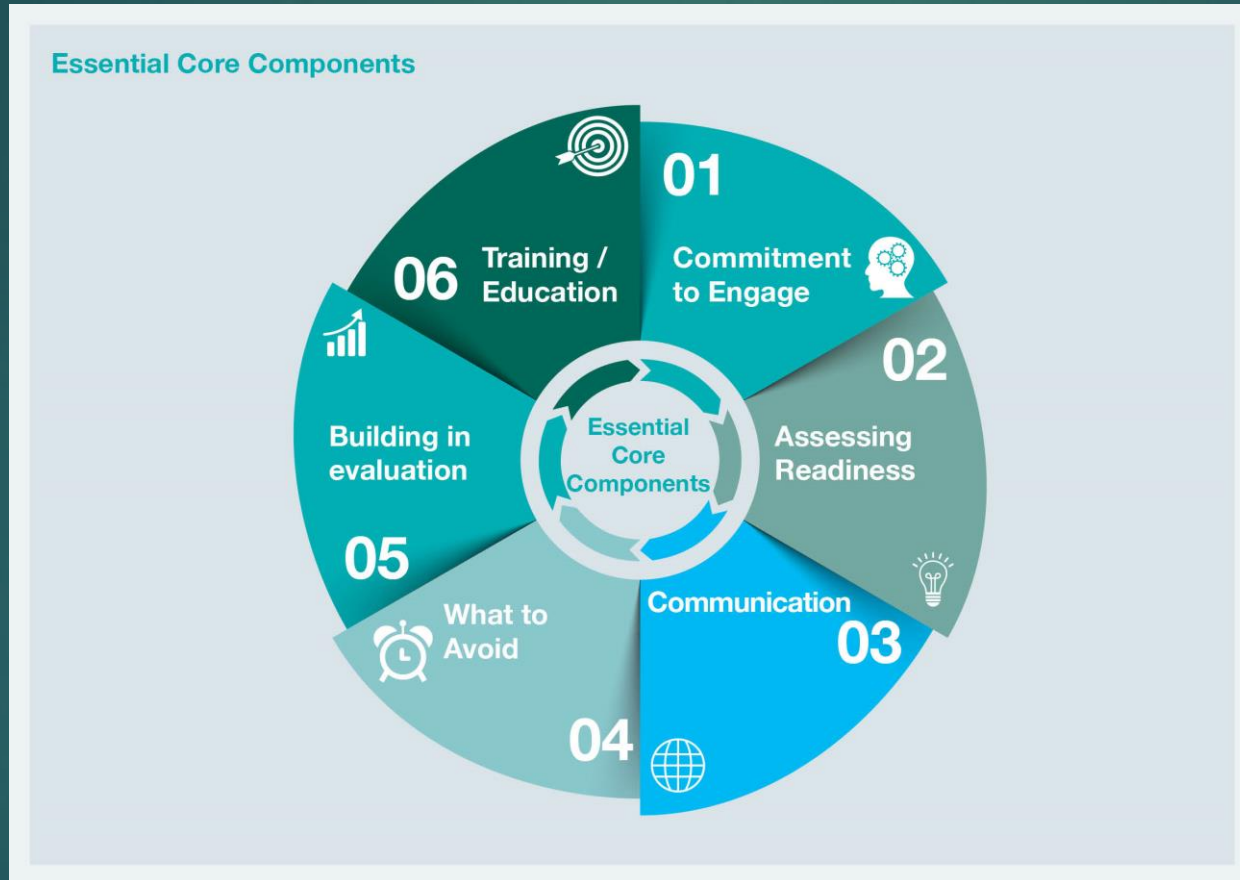 Essential Core Components
01
Commitment
to Engage
02
Assessing
Readiness
Communication
03
What to
Avoid
04
Building in
evaluation
05
06
Training /
Education
Essential
Core
Components